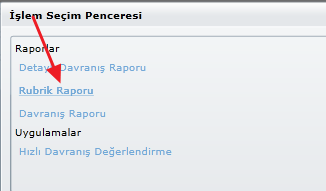 İşlem Seçim Penceresi
Raporlar
Detaylı Davranış Raporu
Rubrik Raporu
Davranış Raporu
Uygulamalar
Hızlı Davranış Değerlendirme